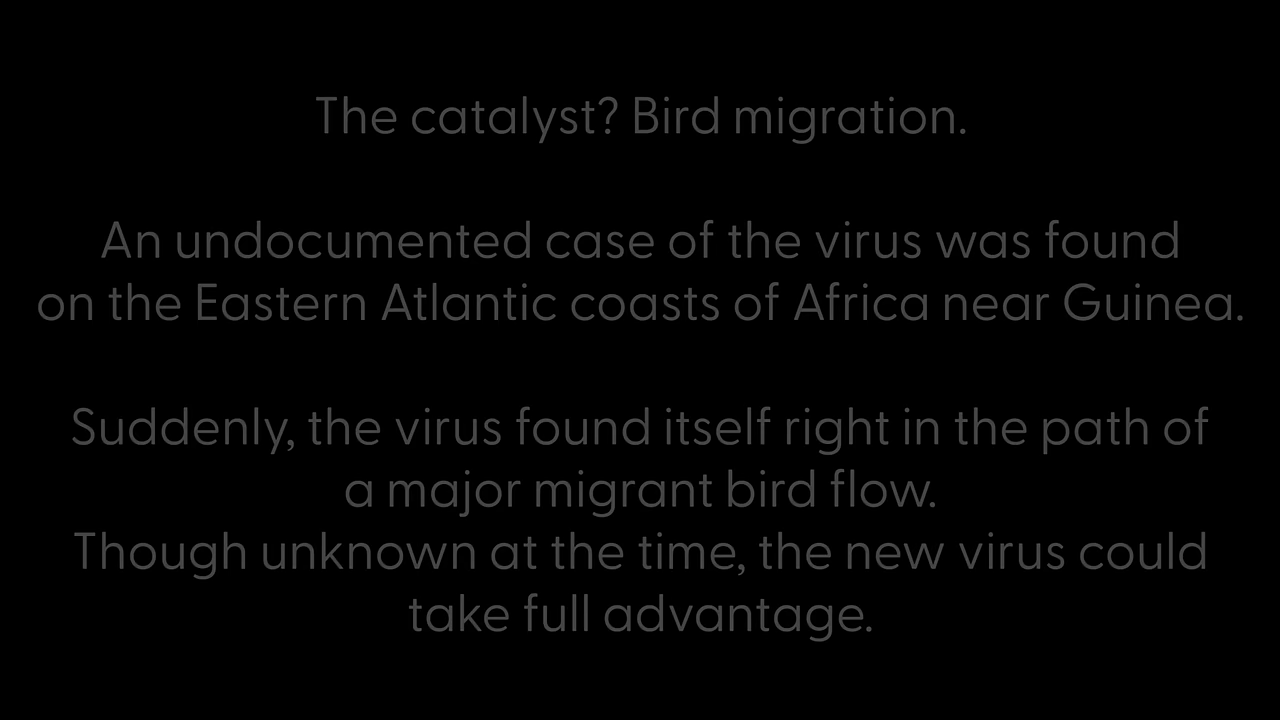 The catalyst? Bird migration.
An undocumented case of the virus was found
on the Eastern Atlantic coasts of Africa near Guinea.
Suddenly, the virus found itself right in the path of
a major migrant bird flow.
Though unknown at the time, the new virus could
take full advantage.